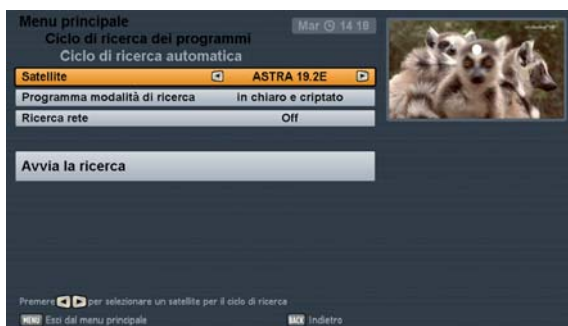 Menu principale
Mar 14 18
Ciclo di ricerca dei programmi
Ciclo di ricerca automatica
Satellite ASTRA 19.2E
Programma modalità di ricerca in chiaro e criptato
Ricerca rete Off
Avvia la ricerca
Premere per selezionare un satellite per il ciclo di ricerca
MENU Esci dal menu principale BACK Indietro